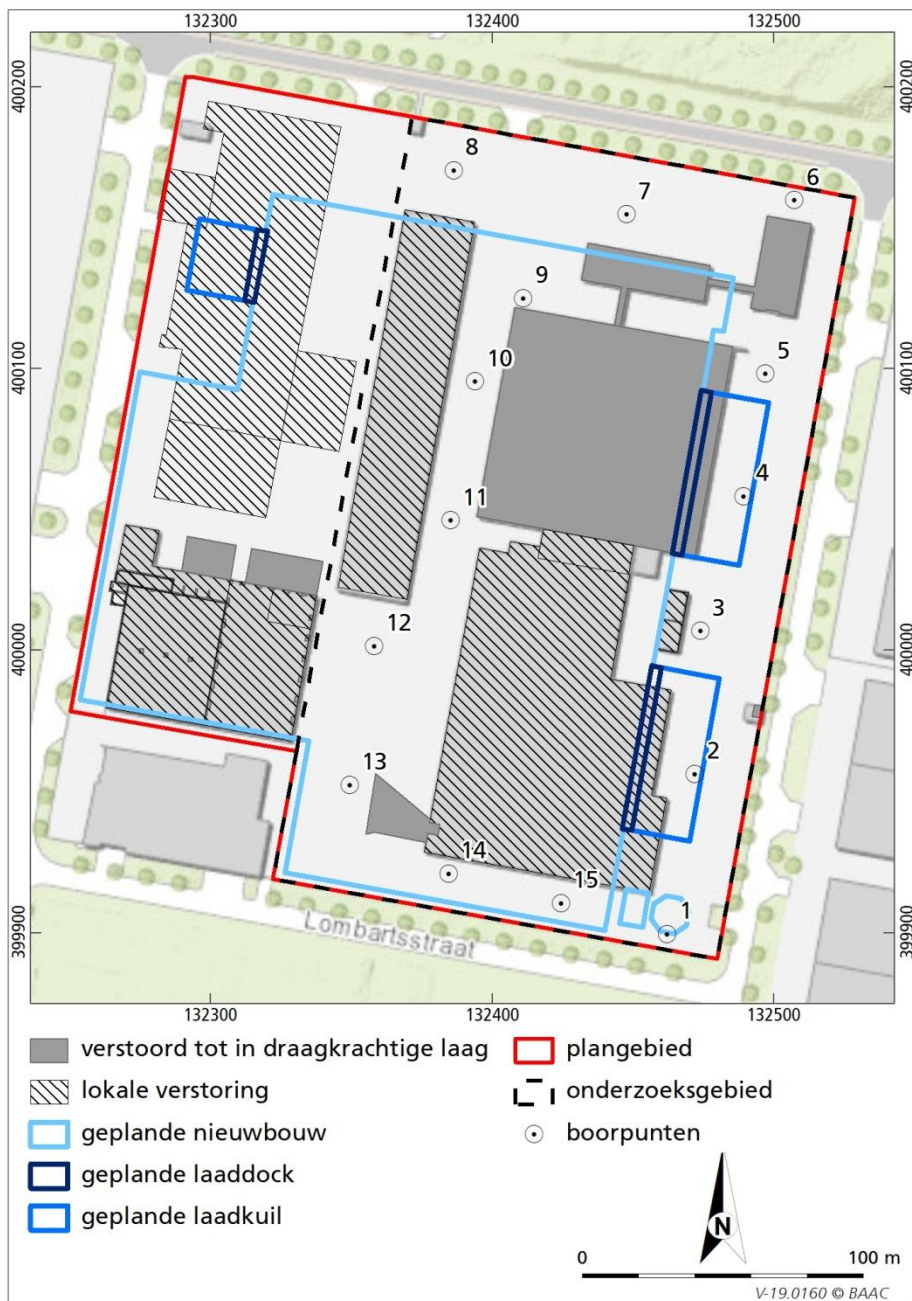 132300 132400 132500
400200 400200
8
7
6
9
10
5
400100 400100
4
11
3
12
400000 400000
2
13
14
15
1
399900 399900
Lombartsstraat
132300 132400 132500
verstoord tot in draagkrachtige laag
lokale verstoring
geplande nieuwbouw
geplande laaddock
geplande laadkuil
plangebied
onderzoeksgebied
boorpunten
N
0 100 m
V-19.0160 © BAAC